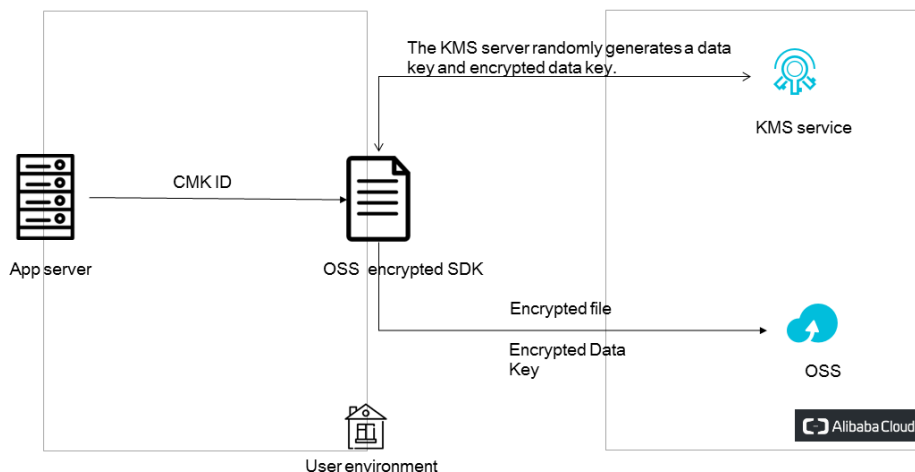 The KMS server randomly generates a data
key and encrypted data key.
KMS service
CMK ID
App server
OSS encrypted SDK
Encrypted file
Encrypted Data
Key
OSS
Alibaba Cloud
User environment